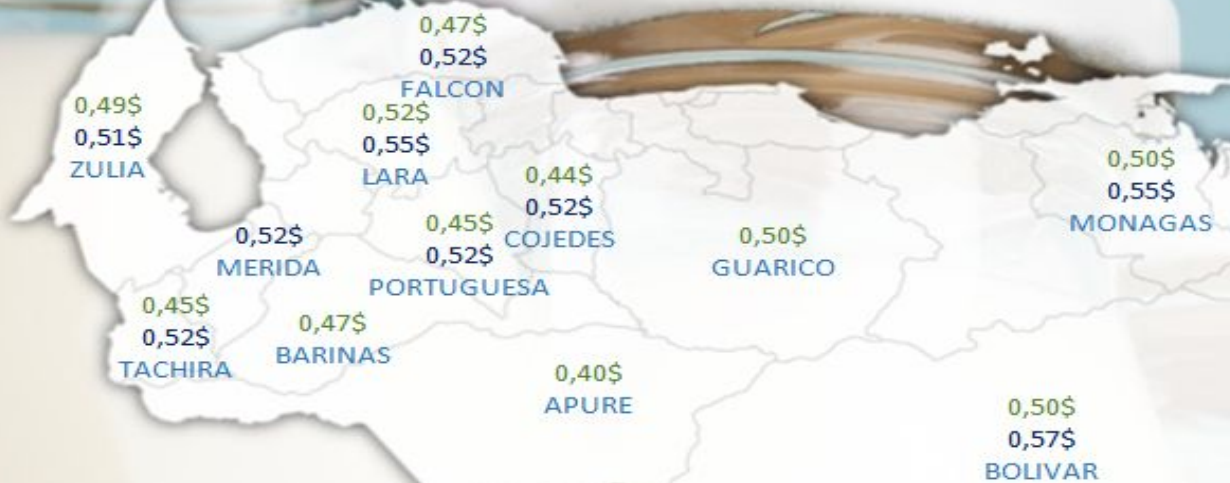 0,47$
0,52$
FALCON
0,49$
0,51$
ZULIA
0,52$
0,55$
LARA
0,44$
0,52$
COJEDES
0,50$
0,55$
MONAGAS
0,52$
MERIDA
0,45$
0,52$
PORTUGUESA
0,50$
GUARICO
0,45$
0,52$
TACHIRA
0,47$
BARINAS
0,40$
APURE
0,50$
0,57$
BOLIVAR